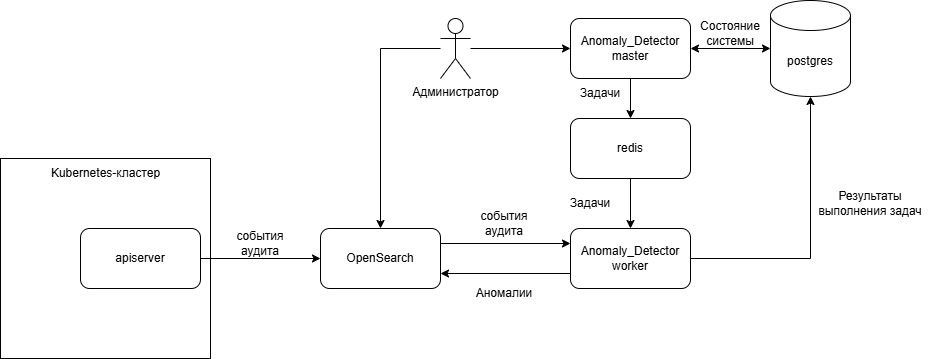 Администратор
Anomaly_Detector
master
Состояние
системы
postgres
Задачи
redis
Задачи
Kubernetes-кластер
apiserver
события
аудита
OpenSearch
события
аудита
Аномалии
Anomaly_Detector
worker
Результаты
выполнения задач